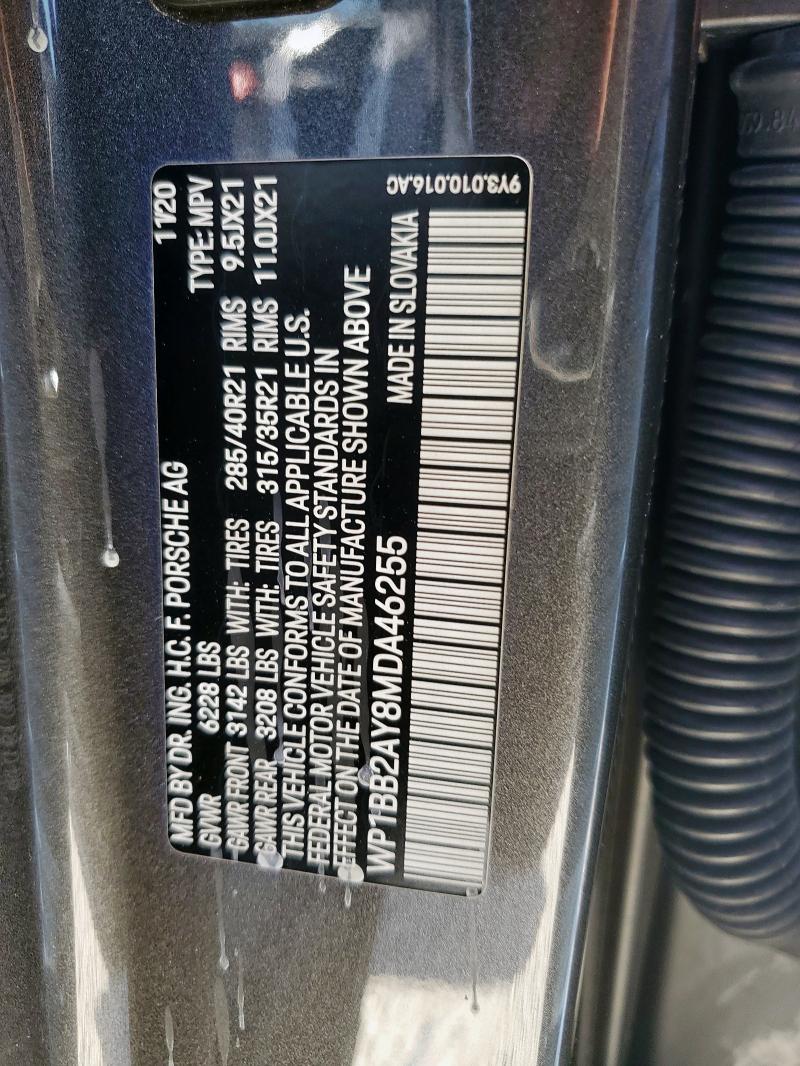 MFD BY DR. ING. H.C. F. PORSCHE AG 11/20
GVWR 6228 LBS TYPE: MPV
GAWR FRONT 3142 LBS WITH: TIRES 285/40R21 RIMS 9.5JX21
GAWR REAR 3208 LBS WITH: TIRES 315/35R21 RIMS 11.0JX21
THIS VEHICLE CONFORMS TO ALL APPLICABLE U.S.
FEDERAL MOTOR VEHICLE SAFETY STANDARDS IN
EFFECT ON THE DATE OF MANUFACTURE SHOWN ABOVE
WP1BB2AY8MDA46255 MADE IN SLOVAKIA
9Y3.010.016.AC